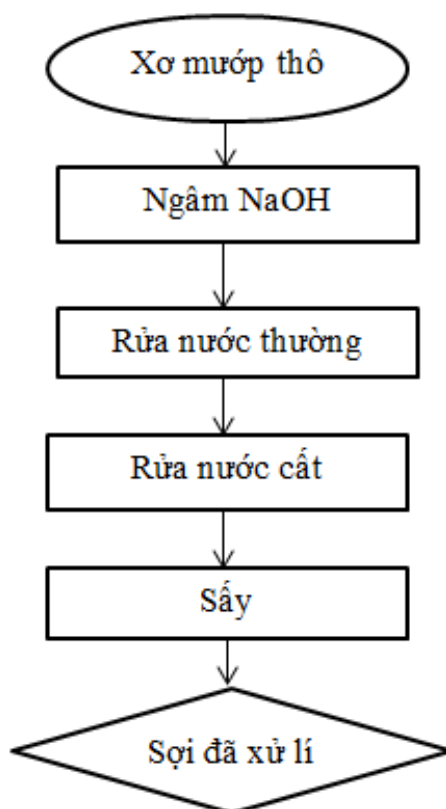 Xơ mướp thô
Ngâm NaOH
Rửa nước thường
Rửa nước cất
Sấy
Sợi đã xử lí